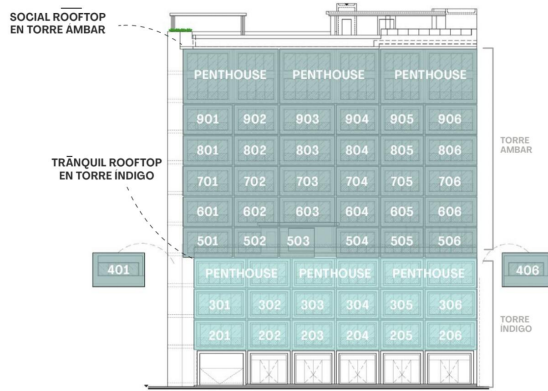 SOCIAL ROOFTOP
EN TORRE ÁMBAR
PENTHOUSE PENTHOUSE PENTHOUSE
901 902 903 904 905 906
801 802 803 804 805 806
TORRE
AMBAR
TRĀNQUIL ROOFTOP
EN TORRE ÍNDIGO
701 702 703 704 705 706
601 602 603 604 605 606
501 502 503 504 505 506
401 PENTHOUSE PENTHOUSE PENTHOUSE 406
301 302 303 304 305 306
TORRE
INDIGO
201 202 203 204 205 206